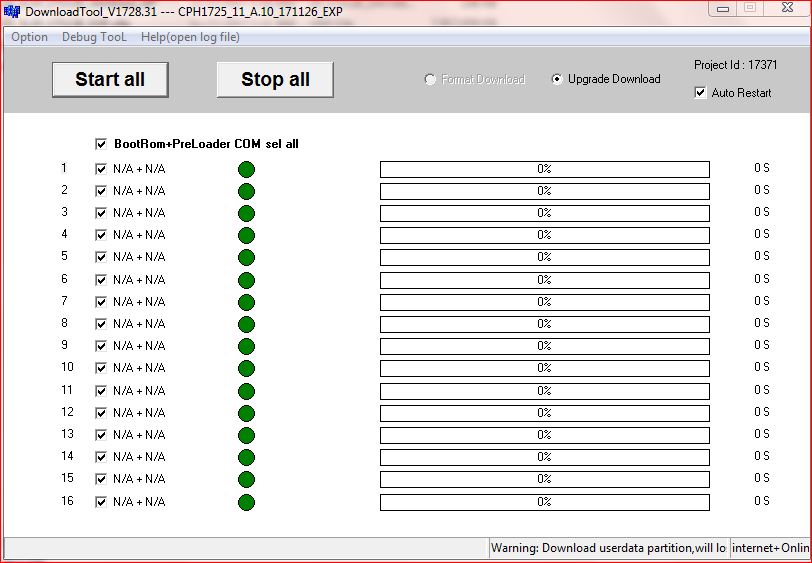 DownloadTool_V1728.31 --- CPH1725_11_A.10_171126_EXP
Option Debug TooL Help(open log file)
Start all Stop all Format Download Upgrade Download Project Id : 17371
Auto Restart
BootRom+PreLoader COM sel all
1 N/A + N/A 0% 0 S
2 N/A + N/A 0% 0 S
3 N/A + N/A 0% 0 S
4 N/A + N/A 0% 0 S
5 N/A + N/A 0% 0 S
6 N/A + N/A 0% 0 S
7 N/A + N/A 0% 0 S
8 N/A + N/A 0% 0 S
9 N/A + N/A 0% 0 S
10 N/A + N/A 0% 0 S
11 N/A + N/A 0% 0 S
12 N/A + N/A 0% 0 S
13 N/A + N/A 0% 0 S
14 N/A + N/A 0% 0 S
15 N/A + N/A 0% 0 S
16 N/A + N/A 0% 0 S
Warning: Download userdata partition,will lo internet+Onlin